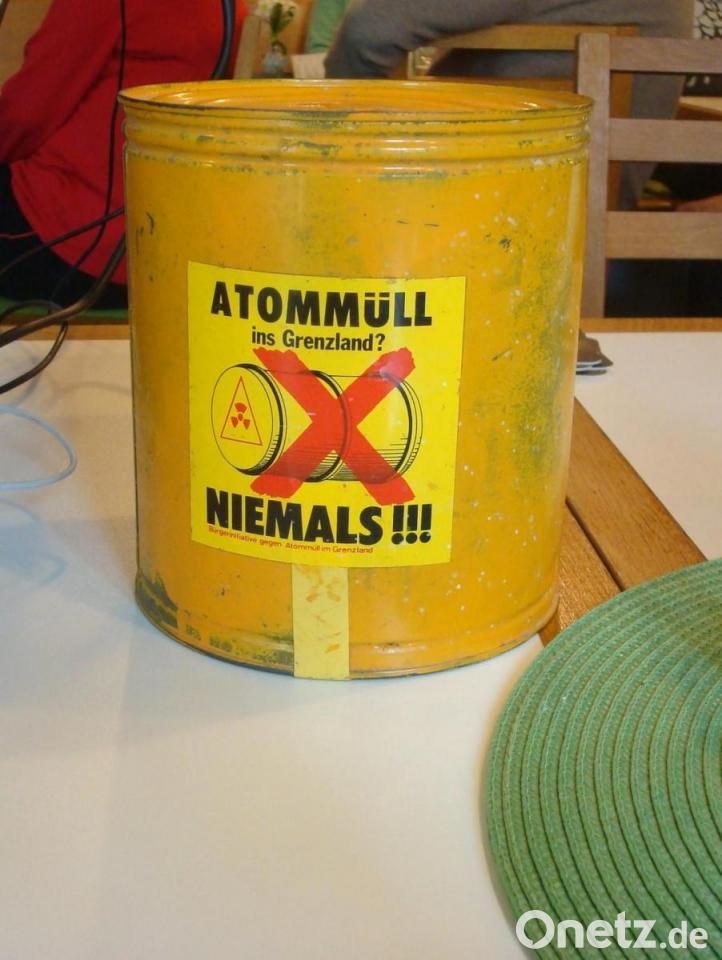 ATOMMÜLL
ins Grenzland?
NIEMALS!!!
Bürgerinitiative gegen Atommüll im Grenzland
Onetz.de